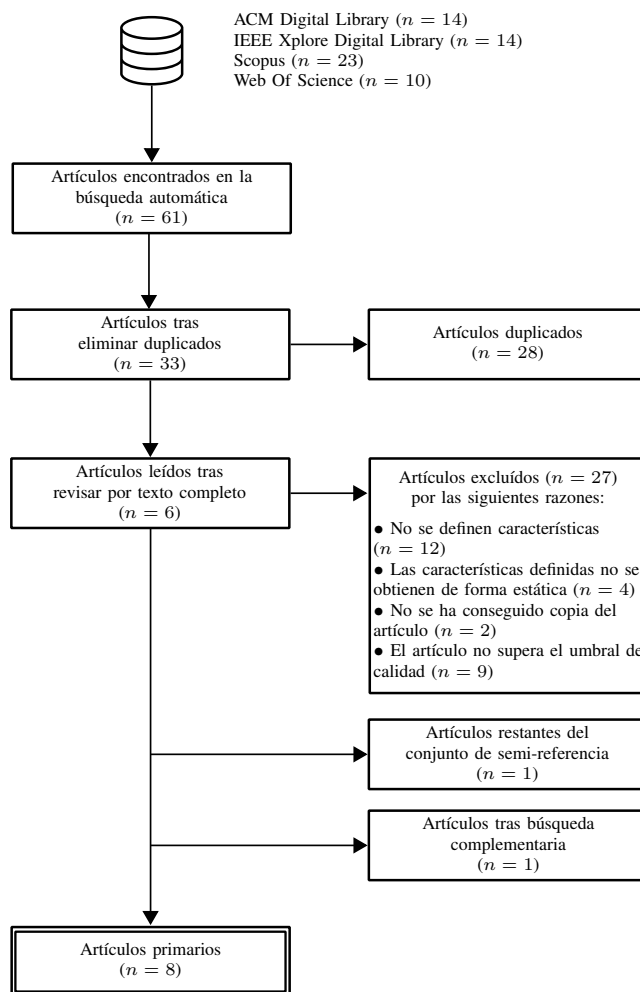 ACM Digital Library (n = 14)
IEEE Xplore Digital Library (n = 14)
Scopus (n = 23)
Web Of Science (n = 10)
Artículos encontrados en la
búsqueda automática
(n = 61)
Artículos tras
eliminar duplicados
(n = 33)
Artículos duplicados
(n = 28)
Artículos leídos tras
revisar por texto completo
(n = 6)
Artículos excluídos (n = 27)
por las siguientes razones:
• No se definen características
(n = 12)
• Las características definidas no se
obtienen de forma estática (n = 4)
• No se ha conseguido copia del
artículo (n = 2)
• El artículo no supera el umbral de
calidad (n = 9)
Artículos restantes del
conjunto de semi-referencia
(n = 1)
Artículos tras búsqueda
complementaria
(n = 1)
Artículos primarios
(n = 8)